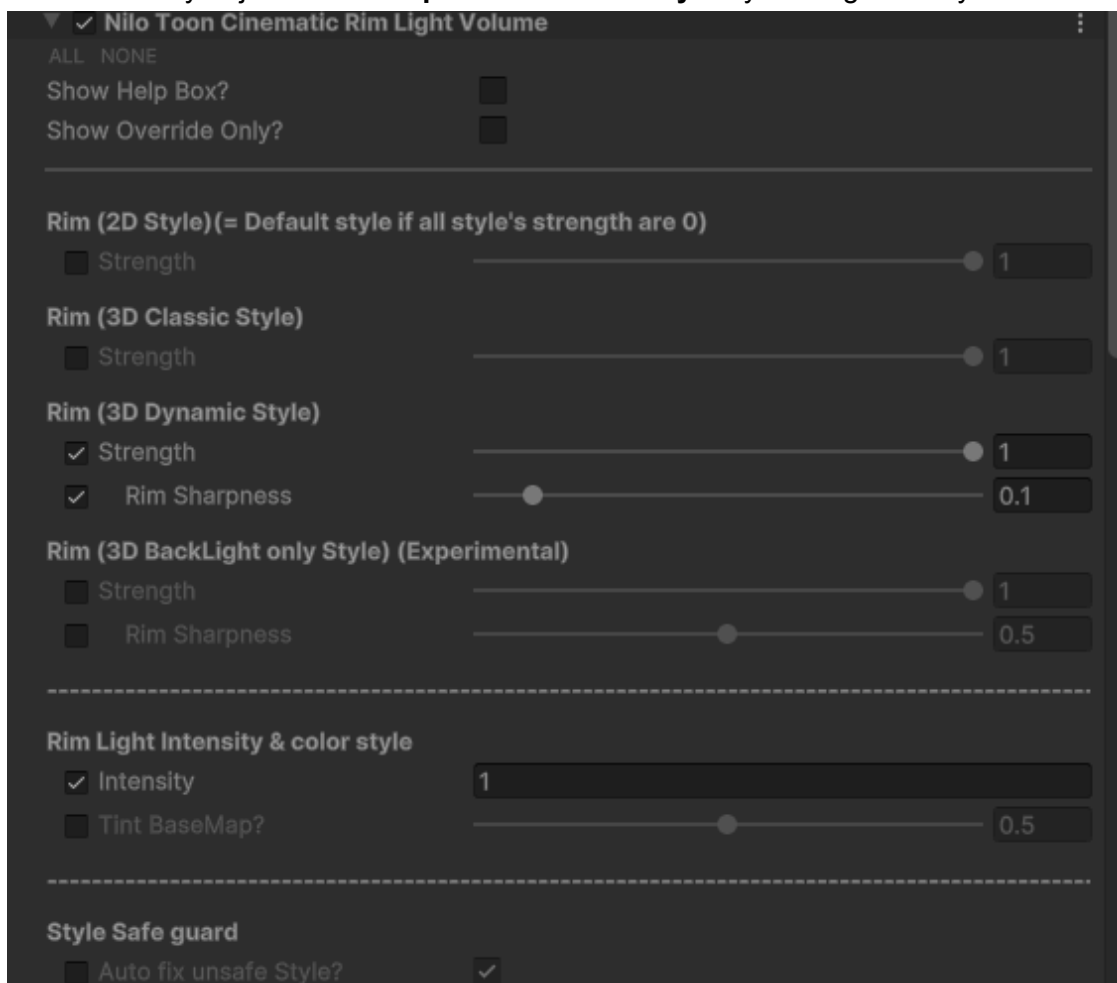 Nilo Toon Cinematic Rim Light Volume
ALL NONE
Show Help Box?
Show Override Only?
Rim (2D Style)(= Default style if all style's strength are 0)
Strength 1
Rim (3D Classic Style)
Strength 1
Rim (3D Dynamic Style)
Strength 1
Rim Sharpness 0.1
Rim (3D BackLight only Style) (Experimental)
Strength 1
Rim Sharpness 0.5
Rim Light Intensity & color style
Intensity 1
Tint BaseMap? 0.5
Style Safe guard
Auto fix unsafe Style?